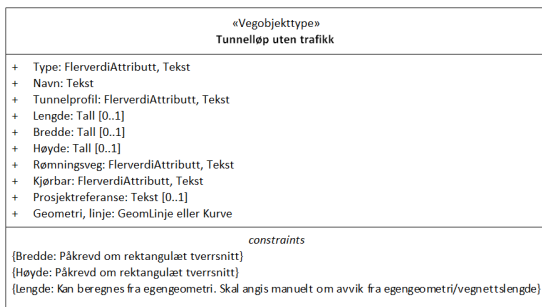 «Vegobjekttype»
Tunnelløp uten trafikk
+ Type: FlerverdiAttributt, Tekst
+ Navn: Tekst
+ Tunnelprofil: FlerverdiAttributt, Tekst
+ Lengde: Tall [0..1]
+ Bredde: Tall [0..1]
+ Høyde: Tall [0..1]
+ Rømningsveg: FlerverdiAttributt, Tekst
+ Kjørbar: FlerverdiAttributt, Tekst
+ Prosjektreferanse: Tekst [0..1]
+ Geometri, linje: GeomLinje eller Kurve
constraints
{Bredde: Påkrevd om rektangulæt tverrsnitt}
{Høyde: Påkrevd om rektangulæt tverrsnitt}
{Lengde: Kan beregnes fra egengeometri. Skal angis manuelt om avvik fra egengeometri/vegnettslengde}